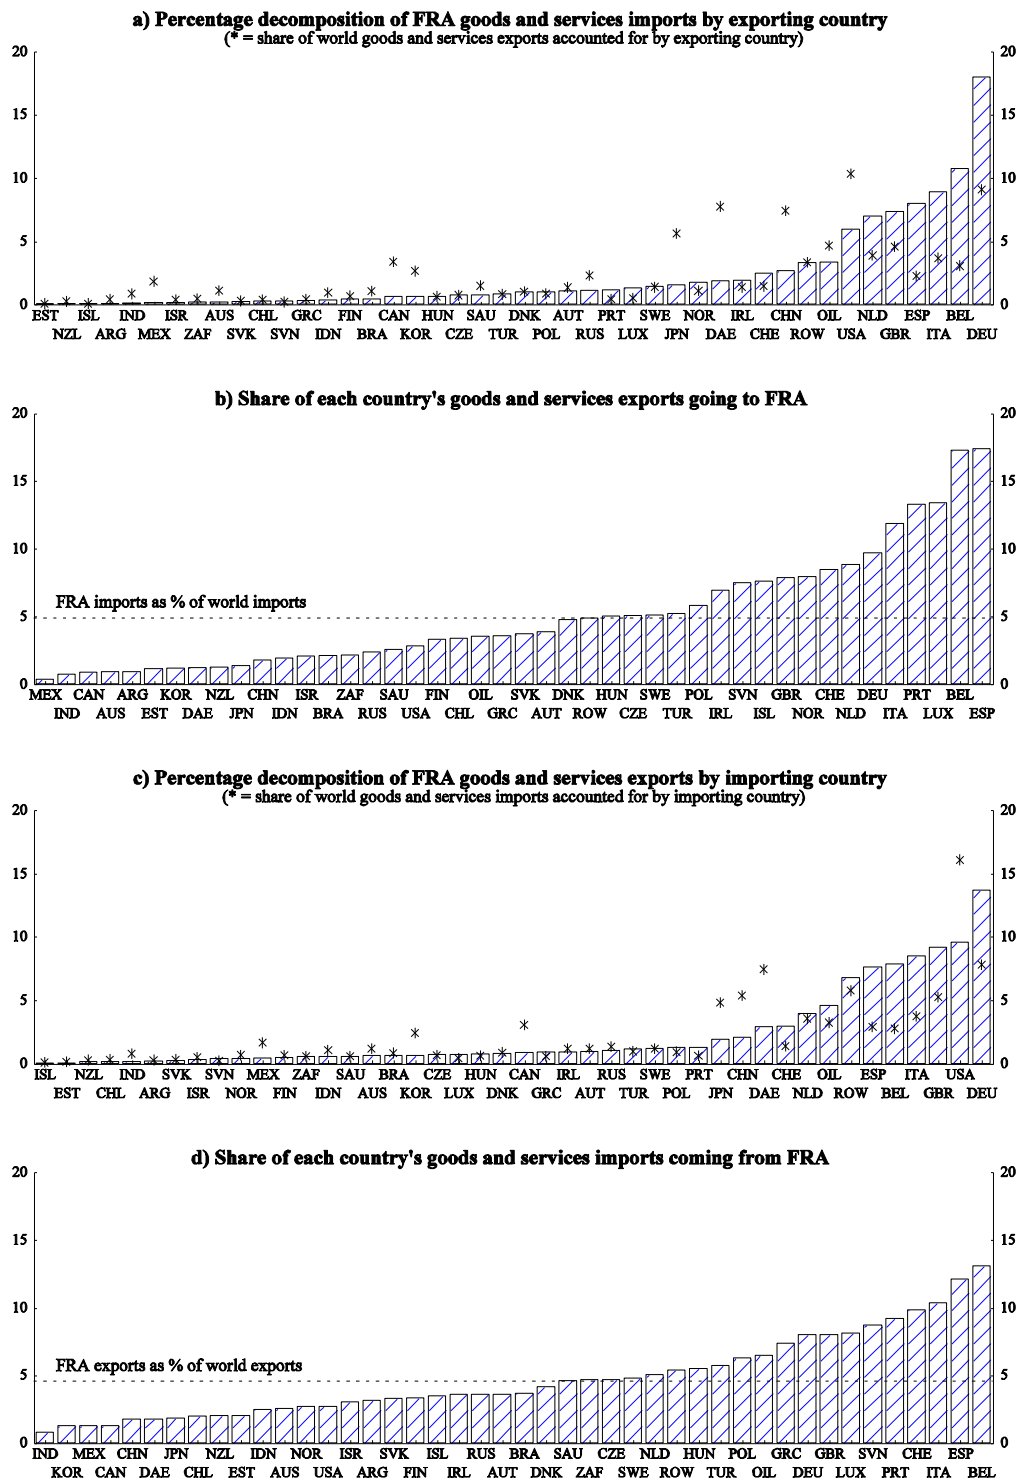 a) Percentage decomposition of FRA goods and services imports by exporting country
(* = share of world goods and services exports accounted for by exporting country)
20 20
15 15
10 10
5 5
0 0
EST ISL IND ISR AUS CHL GRC FIN CAN HUN SAU DNK AUT PRT SWE NOR IRL CHN OIL NLD ESP BEL
NZL ARG MEX ZAF SVK SVN IDN BRA KOR CZE TUR POL RUS LUX JPN DAE CHE ROW USA GBR ITA DEU
b) Share of each country's goods and services exports going to FRA
20 20
15 15
10 10
FRA imports as % of world imports
5 5
0 0
MEX CAN ARG KOR NZL CHN ISR ZAF SAU FIN OIL SVK DNK HUN SWE POL SVN GBR CHE DEU PRT BEL
IND AUS EST DAE JPN IDN BRA RUS USA CHL GRC AUT ROW CZE TUR IRL ISL NOR NLD ITA LUX ESP
c) Percentage decomposition of FRA goods and services exports by importing country
(* = share of world goods and services imports accounted for by importing country)
20 20
15 15
10 10
5 5
0 0
ISL NZL IND SVK SVN MEX ZAF SAU BRA CZE HUN CAN IRL RUS SWE PRT CHN CHE OIL ESP ITA USA
EST CHL ARG ISR NOR FIN IDN AUS KOR LUX DNK GRC AUT TUR POL JPN DAE NLD ROW BEL GBR DEU
d) Share of each country's goods and services imports coming from FRA
20 20
15 15
10 10
FRA exports as % of world exports
5 5
0 0
IND MEX CHN JPN NZL IDN NOR ISR SVK ISL RUS BRA SAU CZE NLD HUN POL GRC GBR SVN CHE ESP
KOR CAN DAE CHL EST AUS USA ARG FIN IRL AUT DNK ZAF SWE ROW TUR OIL DEU LUX PRT ITA BEL